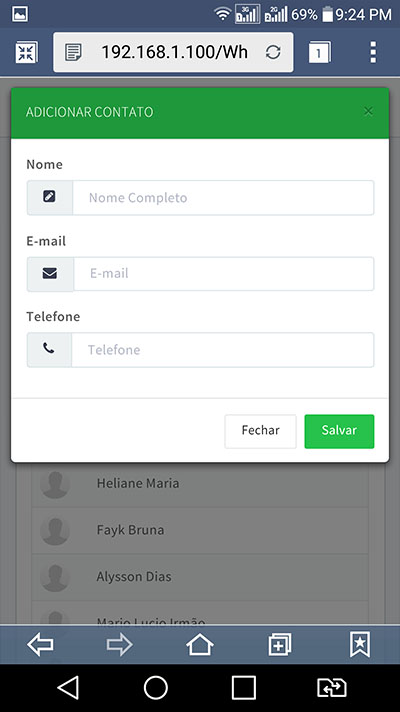 3G 2G 69% 9:24 PM
192.168.1.100/Wh 1
ADICIONAR CONTATO ×
Nome
Nome Completo
E-mail
E-mail
Telefone
Telefone
Fechar Salvar
Heliane Maria
Fayk Bruna
Alysson Dias
Mario Lucio Irmão